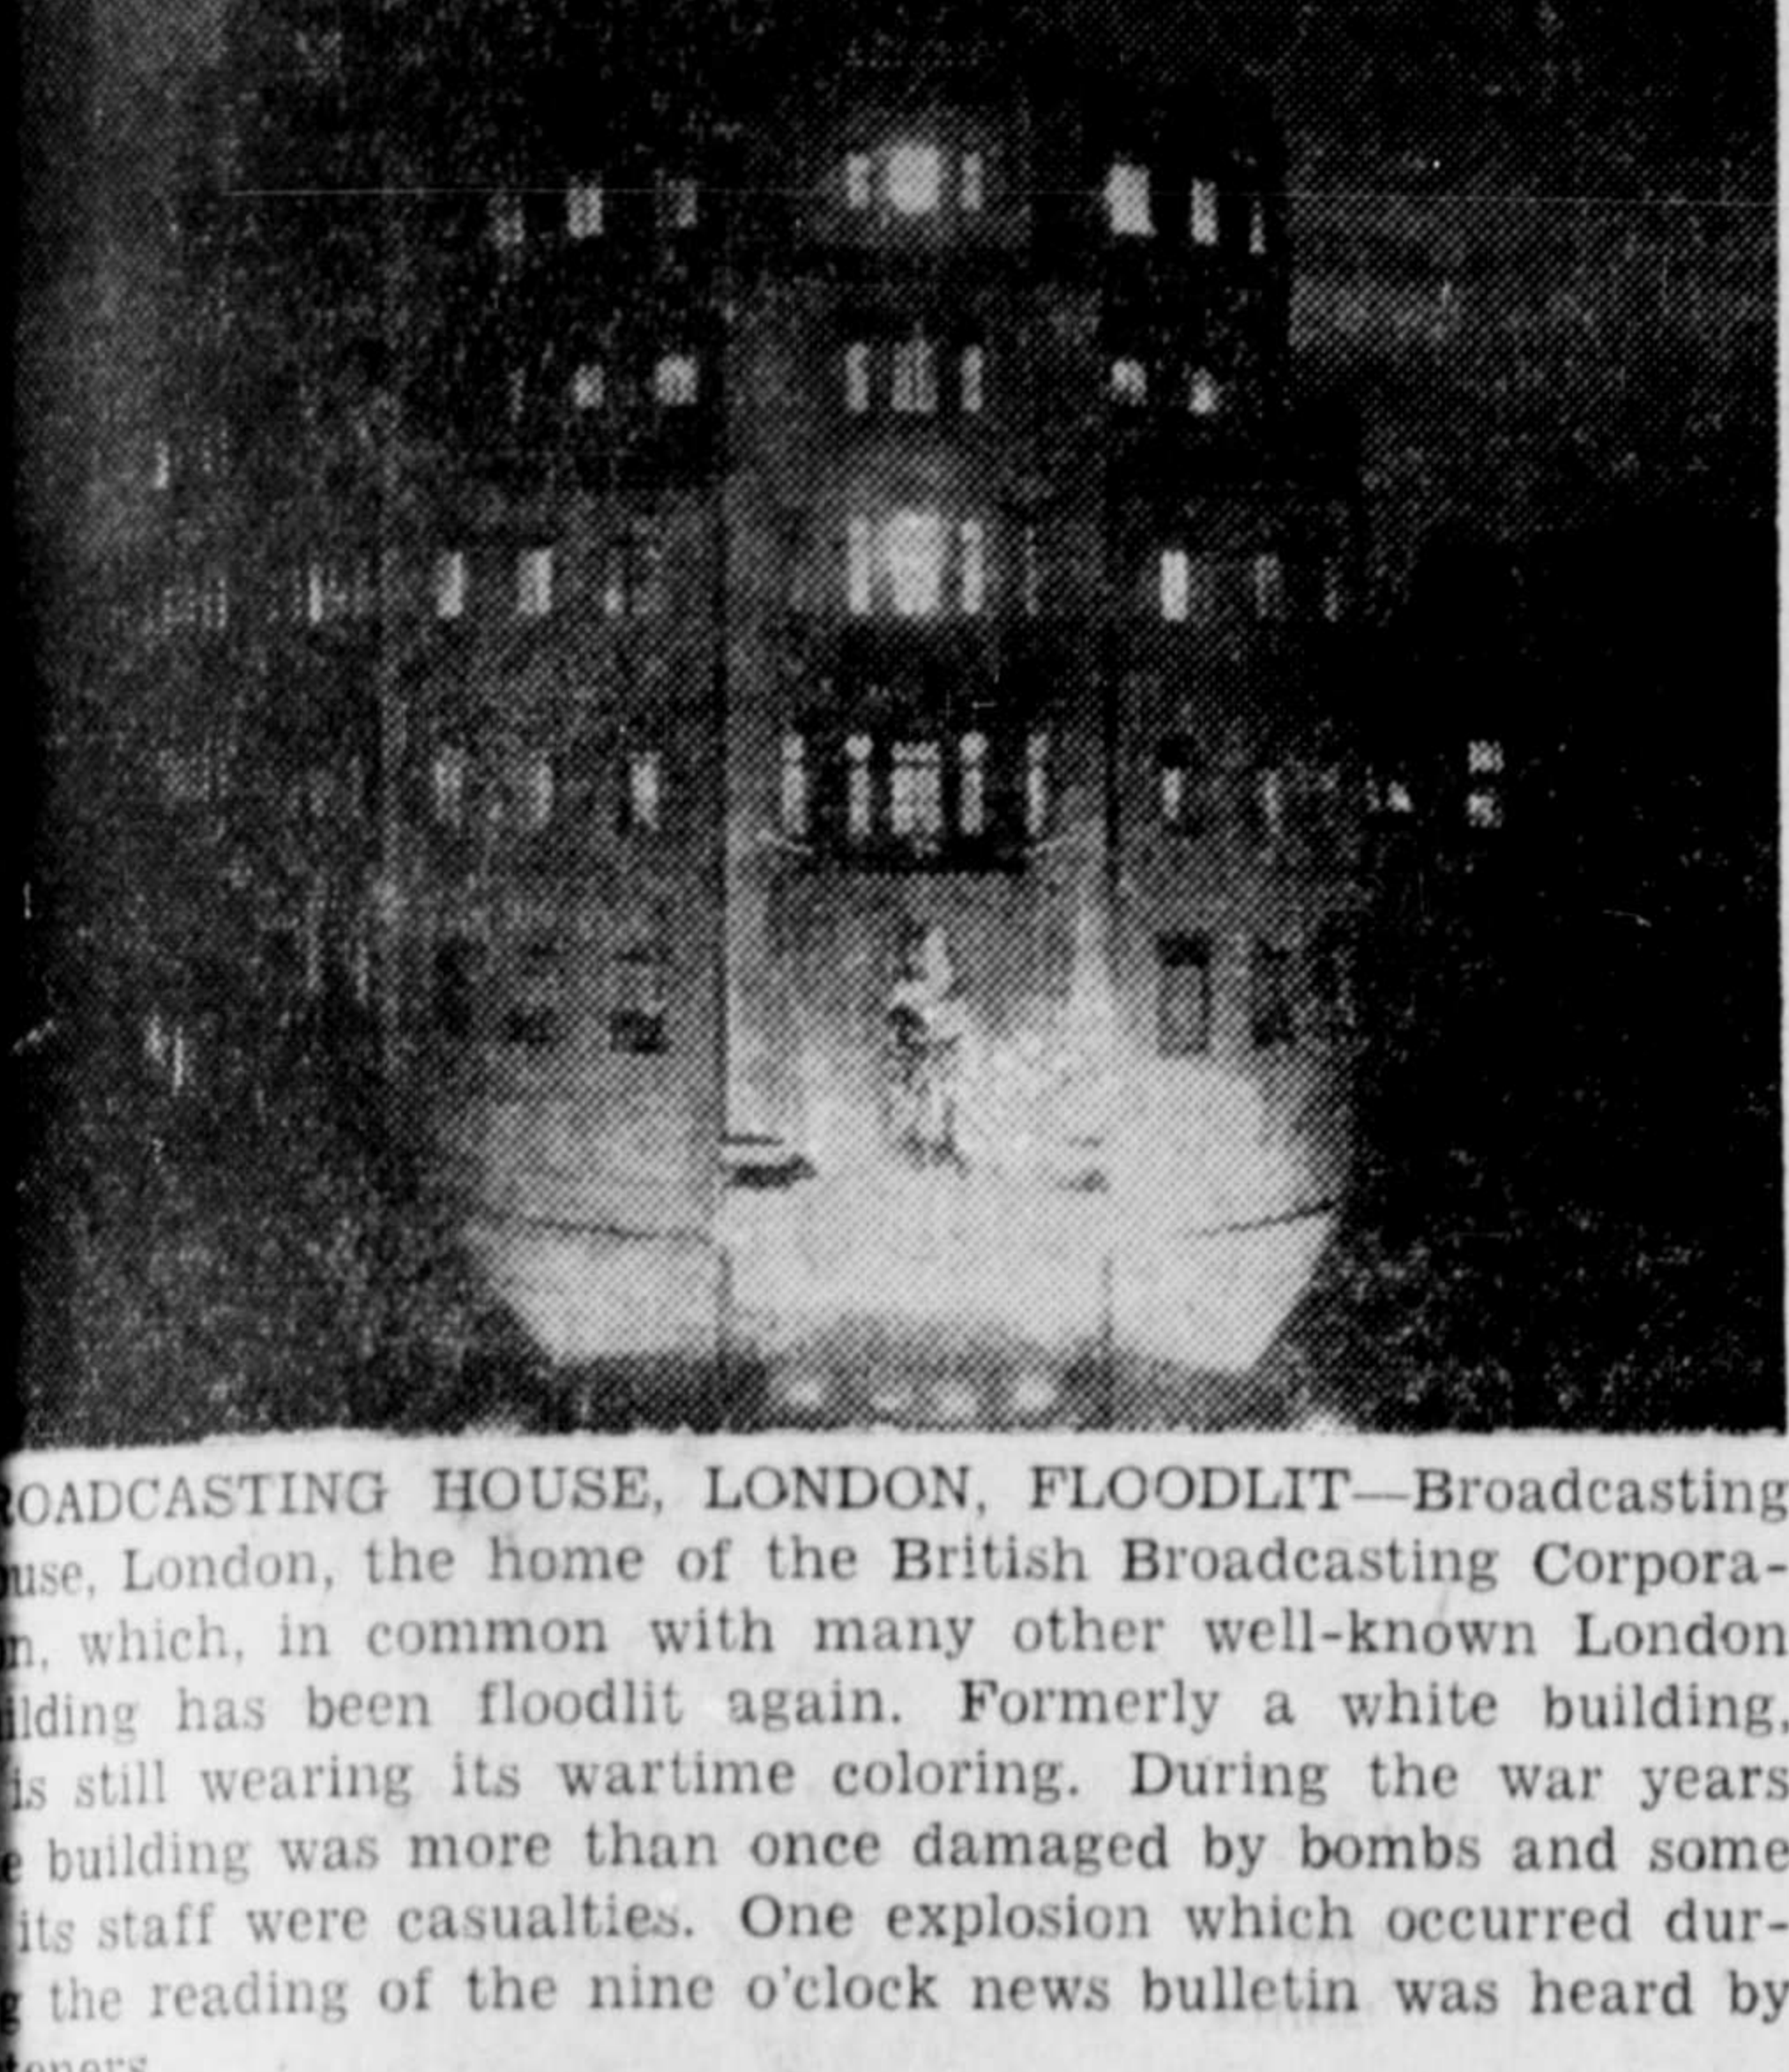 ROADCASTING HOUSE, LONDON, FLOODLIT—Broadcasting
use, London, the home of the British Broadcasting Corpora-
n, which, in common with many other well-known London
ilding has been floodlit again. Formerly a white building,
is still wearing its wartime coloring. During the war years
e building was more than once damaged by bombs and some
its staff were casualties. One explosion which occurred dur-
g the reading of the nine o'clock news bulletin was heard by
teners